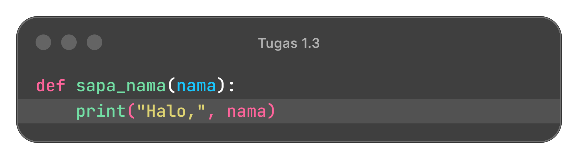 Tugas 1.3
def sapa_nama(nama):
    print("Halo,", nama)